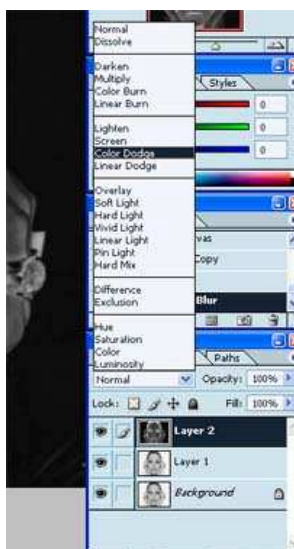 Normal
Dissolve
Darken
Multiply
Color Burn
Linear Burn
Lighten
Screen
Color Dodge
Linear Dodge
Overlay
Soft Light
Hard Light
Vivid Light
Linear Light
Pin Light
Hard Mix
Difference
Exclusion
Hue
Saturation
Color
Luminosity
Styles
0
0
0
vas
Copy
Blur
Paths
Normal Opacity: 100%
Lock: Fill: 100%
Layer 2
Layer 1
Background